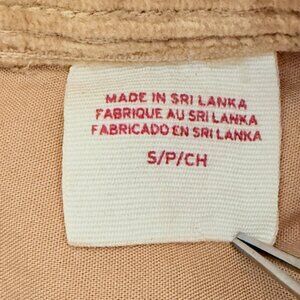 MADE IN SRI LANKA
FABRIQUE AU SRI LANKA
FABRICADO EN SRI LANKA
S/P/CH